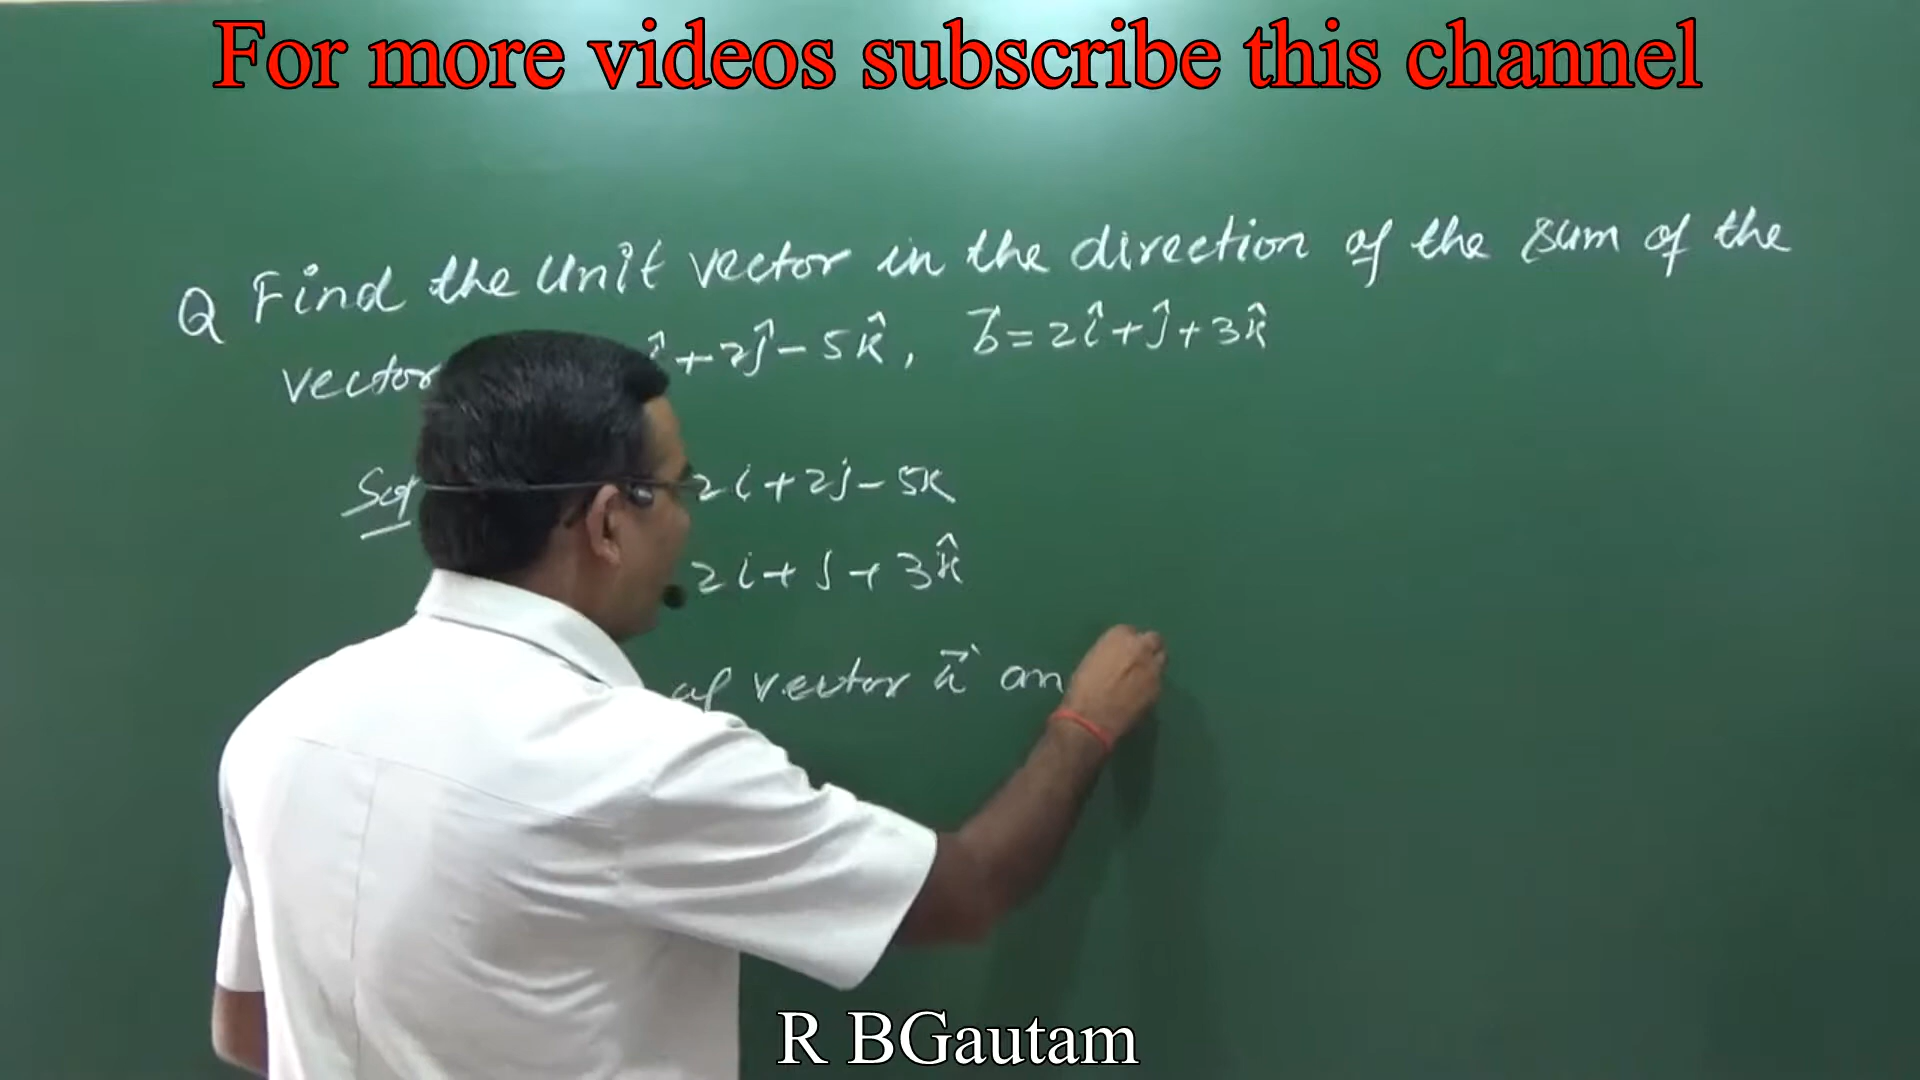 For more videos subscribe this channel
Q Find the Unit vector in the direction of the sum of the
vector î + 2ĵ - 5k̂, b⃗ = 2î + ĵ + 3k̂
Sol 2i + 2j - 5k
2i + j + 3k̂
of vector a⃗ an
R BGautam